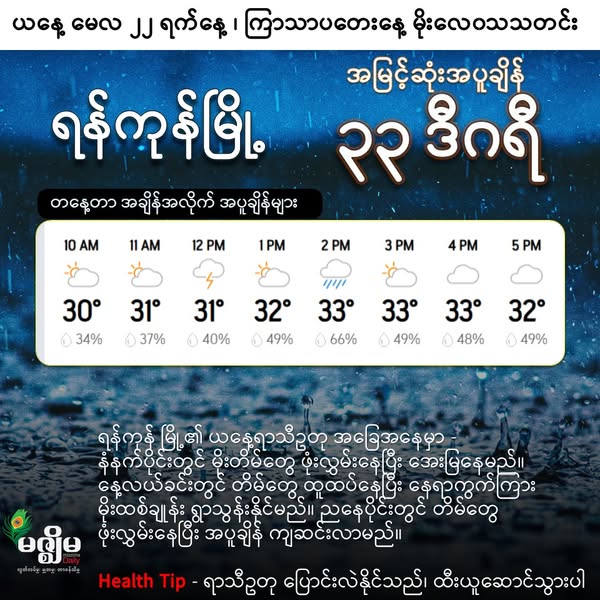 ယနေ့ မေလ ၂၂ ရက်နေ့ ၊ ကြာသာပတေးနေ့ မိုးလေဝသသတင်း
အမြင့်ဆုံးအပူချိန်
ရန်ကုန်မြို့
၃၃ ဒီဂရီ
တနေ့တာ အချိန်အလိုက် အပူချိန်များ
10 AM 11 AM 12 PM 1 PM 2 PM 3 PM 4 PM 5 PM
30° 31° 31° 32° 33° 33° 33° 32°
34% 37% 40% 49% 66% 49% 48% 49%
ရန်ကုန် မြို့၏ ယနေ့ရာသီဥတု အခြေအနေမှာ -
နံနက်ပိုင်းတွင် မိုးတိမ်တွေ ဖုံးလွှမ်းနေပြီး အေးမြနေမည်။
နေ့လယ်ခင်းတွင် တိမ်တွေ ထူထပ်နေပြီး နေရာကွက်ကြား
မိုးထစ်ချုန်း ရွာသွန်းနိုင်မည်။ ညနေပိုင်းတွင် တိမ်တွေ
ဖုံးလွှမ်းနေပြီး အပူချိန် ကျဆင်းလာမည်။
မဇ္ဈိမ
Daily
Health Tip - ရာသီဥတု ပြောင်းလဲနိုင်သည်၊ ထီးယူဆောင်သွားပါ